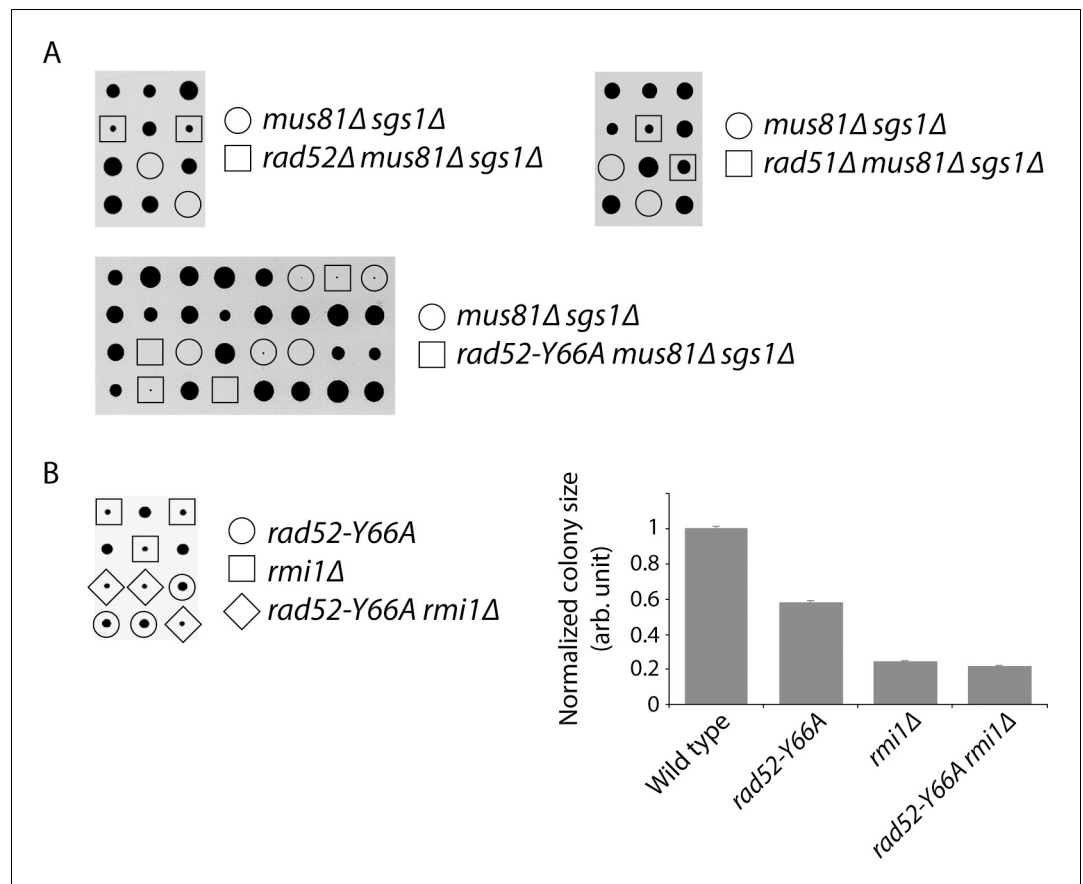 A
mus81Δ sgs1Δ
rad52Δ mus81Δ sgs1Δ
mus81Δ sgs1Δ
rad51Δ mus81Δ sgs1Δ
mus81Δ sgs1Δ
rad52-Y66A mus81Δ sgs1Δ
B
rad52-Y66A
rmi1Δ
rad52-Y66A rmi1Δ
Normalized colony size
(arb. unit)
1
0.8
0.6
0.4
0.2
0
Wild type
rad52-Y66A
rmi1Δ
rad52-Y66A rmi1Δ